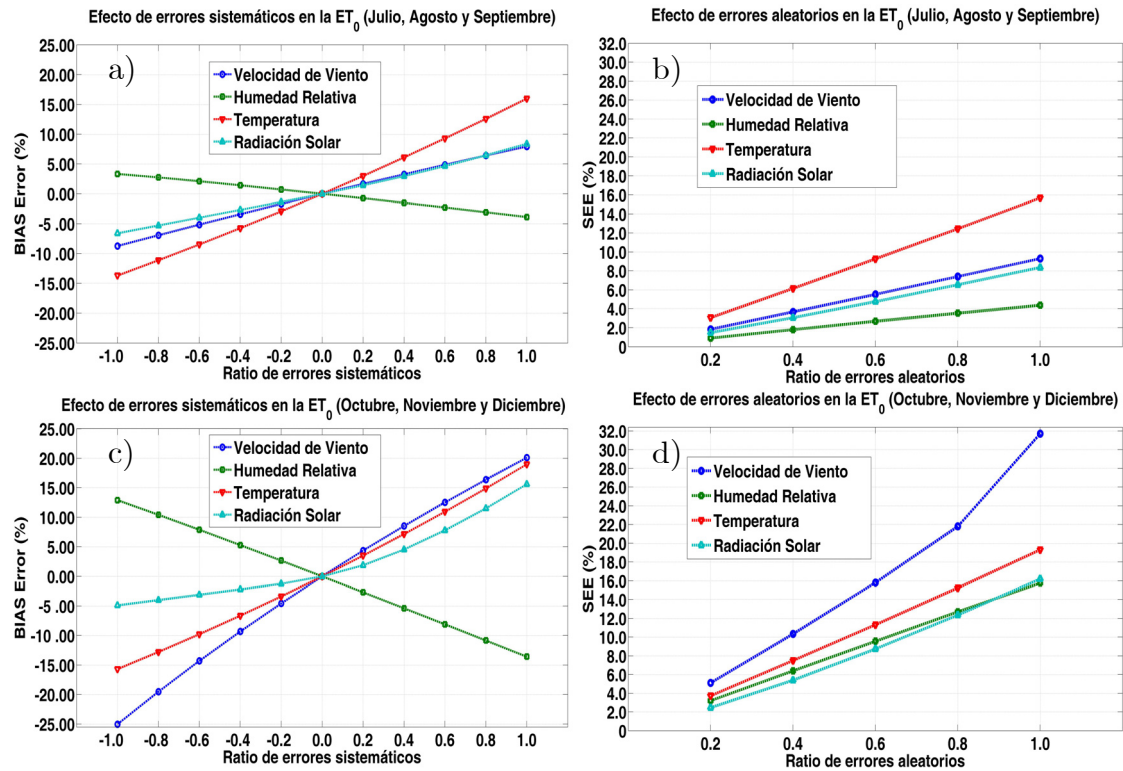 Efecto de errores sistemáticos en la ET0 (Julio, Agosto y Septiembre)
a)
BIAS Error (%)
25.00
20.00
15.00
10.00
5.00
0.00
-5.00
-10.00
-15.00
-20.00
-25.00
Velocidad de Viento
Humedad Relativa
Temperatura
Radiación Solar
-1.0 -0.8 -0.6 -0.4 -0.2 0.0 0.2 0.4 0.6 0.8 1.0
Ratio de errores sistemáticos
Efecto de errores aleatorios en la ET0 (Julio, Agosto y Septiembre)
b)
SEE (%)
32.0
28.0
26.0
24.0
22.0
20.0
18.0
16.0
14.0
12.0
10.0
8.0
6.0
4.0
2.0
0
Velocidad de Viento
Humedad Relativa
Temperatura
Radiación Solar
0.2 0.4 0.6 0.8 1.0
Ratio de errores aleatorios
Efecto de errores sistemáticos en la ET0 (Octubre, Noviembre y Diciembre)
c)
BIAS Error (%)
25.00
20.00
15.00
10.00
5.00
0.00
-5.00
-10 .00
-15.00
-20.00
-25.00
Velocidad de Viento
Humedad Relativa
Temperatura
Radiación Solar
-1.0 -0.8 -0.6 -0.4 -0.2 0.0 0.2 0.4 0.6 0.8 1.0
Ratio de errores sistemáticos
Efecto de errores aleatorios en la ET0 (Octubre, Noviembre y Diciembre)
d)
SEE (%)
32.0
28.0
26.0
24.0
22.0
20.0
18.0
16.0
14.0
12.0
10.0
8.0
6.0
4.0
2.0
0
Velocidad de Viento
Humedad Relativa
Temperatura
Radiación Solar
0.2 0.4 0.6 0.8 1.0
Ratio de errores aleatorios